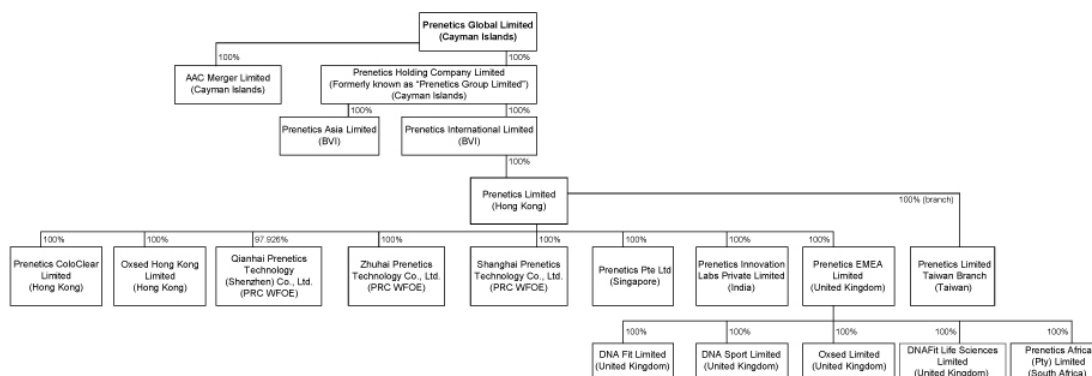 Prenetics Global Limited
(Cayman Islands)
100%
100%
AAC Merger Limited
(Cayman Islands)
Prenetics Holding Company Limited
(Formerly known as "Prenetics Group Limited")
(Cayman Islands)
100%
100%
Prenetics Asia Limited
(BVI)
Prenetics International Limited
(BVI)
100%
Prenetics Limited
(Hong Kong)
100% (branch)
100%
100%
97.926%
100%
100%
100%
100%
100%
Prenetics ColoClear
Limited
(Hong Kong)
Oxsed Hong Kong
Limited
(Hong Kong)
Qianhai Prenetics
Technology
(Shenzhen) Co., Ltd.
(PRC WFOE)
Zhuhai Prenetics
Technology Co., Ltd.
(PRC WFOE)
Shanghai Prenetics
Technology Co., Ltd.
(PRC WFOE)
Prenetics Pte Ltd
(Singapore)
Prenetics Innovation
Labs Private Limited
(India)
Prenetics EMEA
Limited
(United Kingdom)
Prenetics Limited
Taiwan Branch
(Taiwan)
100%
100%
100%
100%
100%
DNA Fit Limited
(United Kingdom)
DNA Sport Limited
(United Kingdom)
Oxsed Limited
(United Kingdom)
DNAFit Life Sciences
Limited
(United Kingdom)
Prenetics Africa
(Pty) Limited
(South Africa)